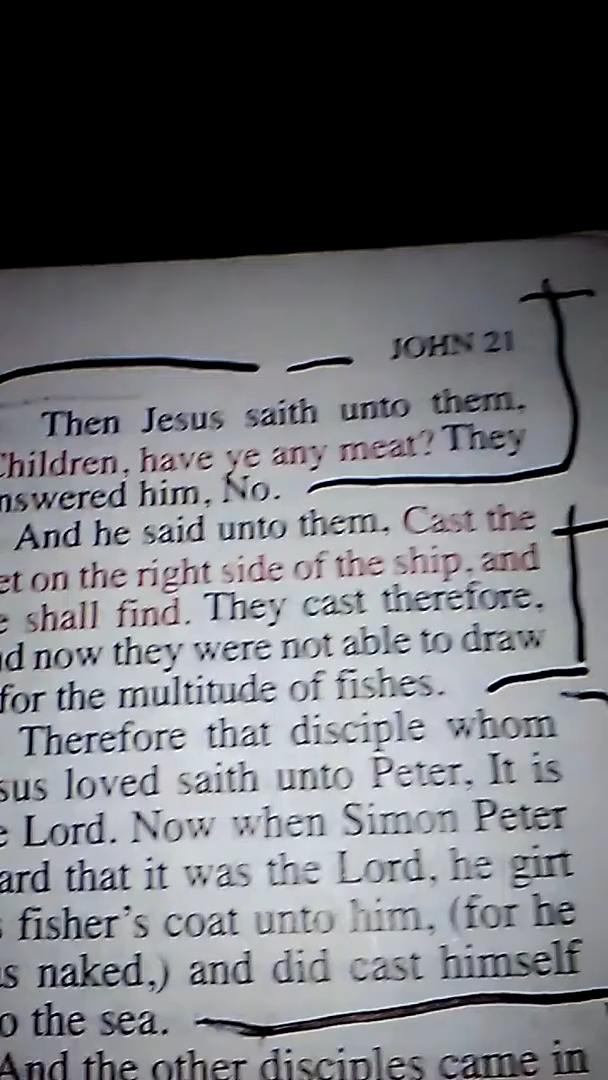 JOHN 21
Then Jesus saith unto them,
Children, have ye any meat? They
nswered him, No.
And he said unto them, Cast the
et on the right side of the ship, and
e shall find. They cast therefore,
nd now they were not able to draw
for the multitude of fishes.
Therefore that disciple whom
sus loved saith unto Peter, It is
e Lord. Now when Simon Peter
ard that it was the Lord, he girt
s fisher's coat unto him, (for he
as naked,) and did cast himself
o the sea.
And the other disciples came in